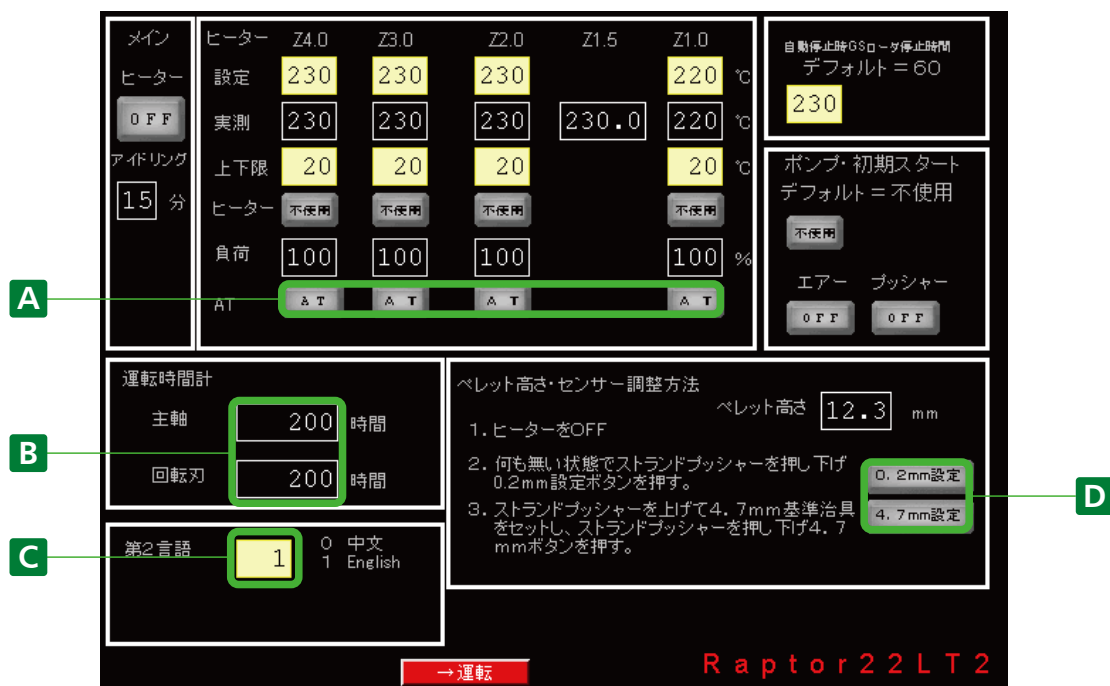 メイン
ヒーター
OFF
アイドリング
15 分
ヒーター Z4.0 Z3.0 Z2.0 Z1.5 Z1.0
設定 230 230 230 220 ℃
実測 230 230 230 230.0 220 ℃
上下限 20 20 20 20 ℃
ヒーター 不使用 不使用 不使用 不使用
負荷 100 100 100 100 %
AT AT AT AT AT
A
自動停止時GSローダ停止時間
デフォルト=60
230
ポンプ・初期スタート
デフォルト=不使用
不使用
エアー プッシャー
OFF OFF
運転時間計
主軸 200 時間
回転刃 200 時間
B
第2言語 1 0 中文
1 English
C
ペレット高さ・センサー調整方法
ペレット高さ 12.3 mm
1.ヒーターをOFF
2.何も無い状態でストランドプッシャーを押し下げ
0.2mm設定ボタンを押す。
3.ストランドプッシャーを上げて4.7mm基準治具
をセットし、ストランドプッシャーを押し下げ4.7
mmボタンを押す。
0.2mm設定
4.7mm設定
D
→運転
Raptor22LT2